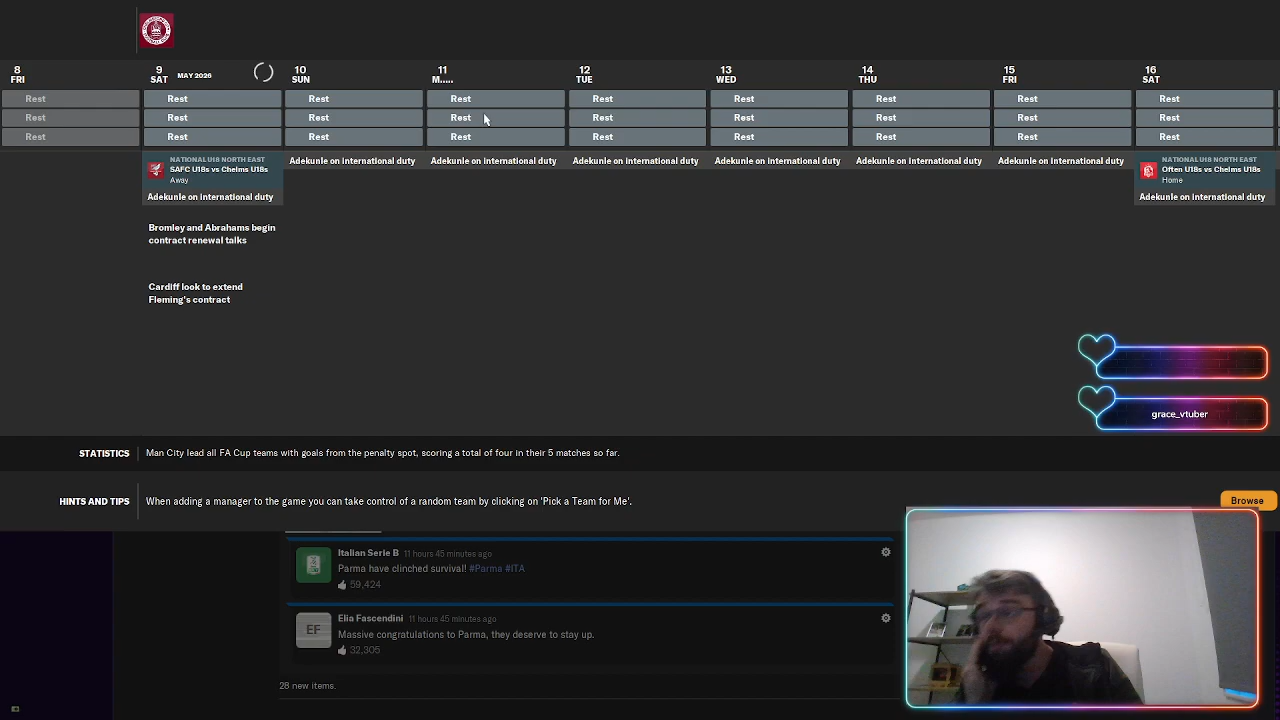 8
FRI
9
SAT MAY 2026
10
SUN
11
M.....
12
TUE
13
WED
14
THU
15
FRI
16
SAT
Rest Rest Rest Rest Rest Rest Rest Rest Rest
Rest Rest Rest Rest Rest Rest Rest Rest Rest
Rest Rest Rest Rest Rest Rest Rest Rest Rest
NATIONAL U18 NORTH EAST
SAFC U18s vs Chelms U18s
Away
Adekunle on international duty
Bromley and Abrahams begin
contract renewal talks
Cardiff look to extend
Fleming's contract
Adekunle on international duty
Adekunle on international duty
Adekunle on international duty
Adekunle on international duty
Adekunle on international duty
Adekunle on international duty
NATIONAL U18 NORTH EAST
Often U18s vs Chelms U18s
Home
Adekunle on international duty
grace_vtuber
STATISTICS Man City lead all FA Cup teams with goals from the penalty spot, scoring a total of four in their 5 matches so far.
HINTS AND TIPS When adding a manager to the game you can take control of a random team by clicking on 'Pick a Team for Me'.
Browse
Italian Serie B 11 hours 45 minutes ago
Parma have clinched survival! #Parma #ITA
59,424
EF
Elia Fascendini 11 hours 45 minutes ago
Massive congratulations to Parma, they deserve to stay up.
32,305
28 new items.